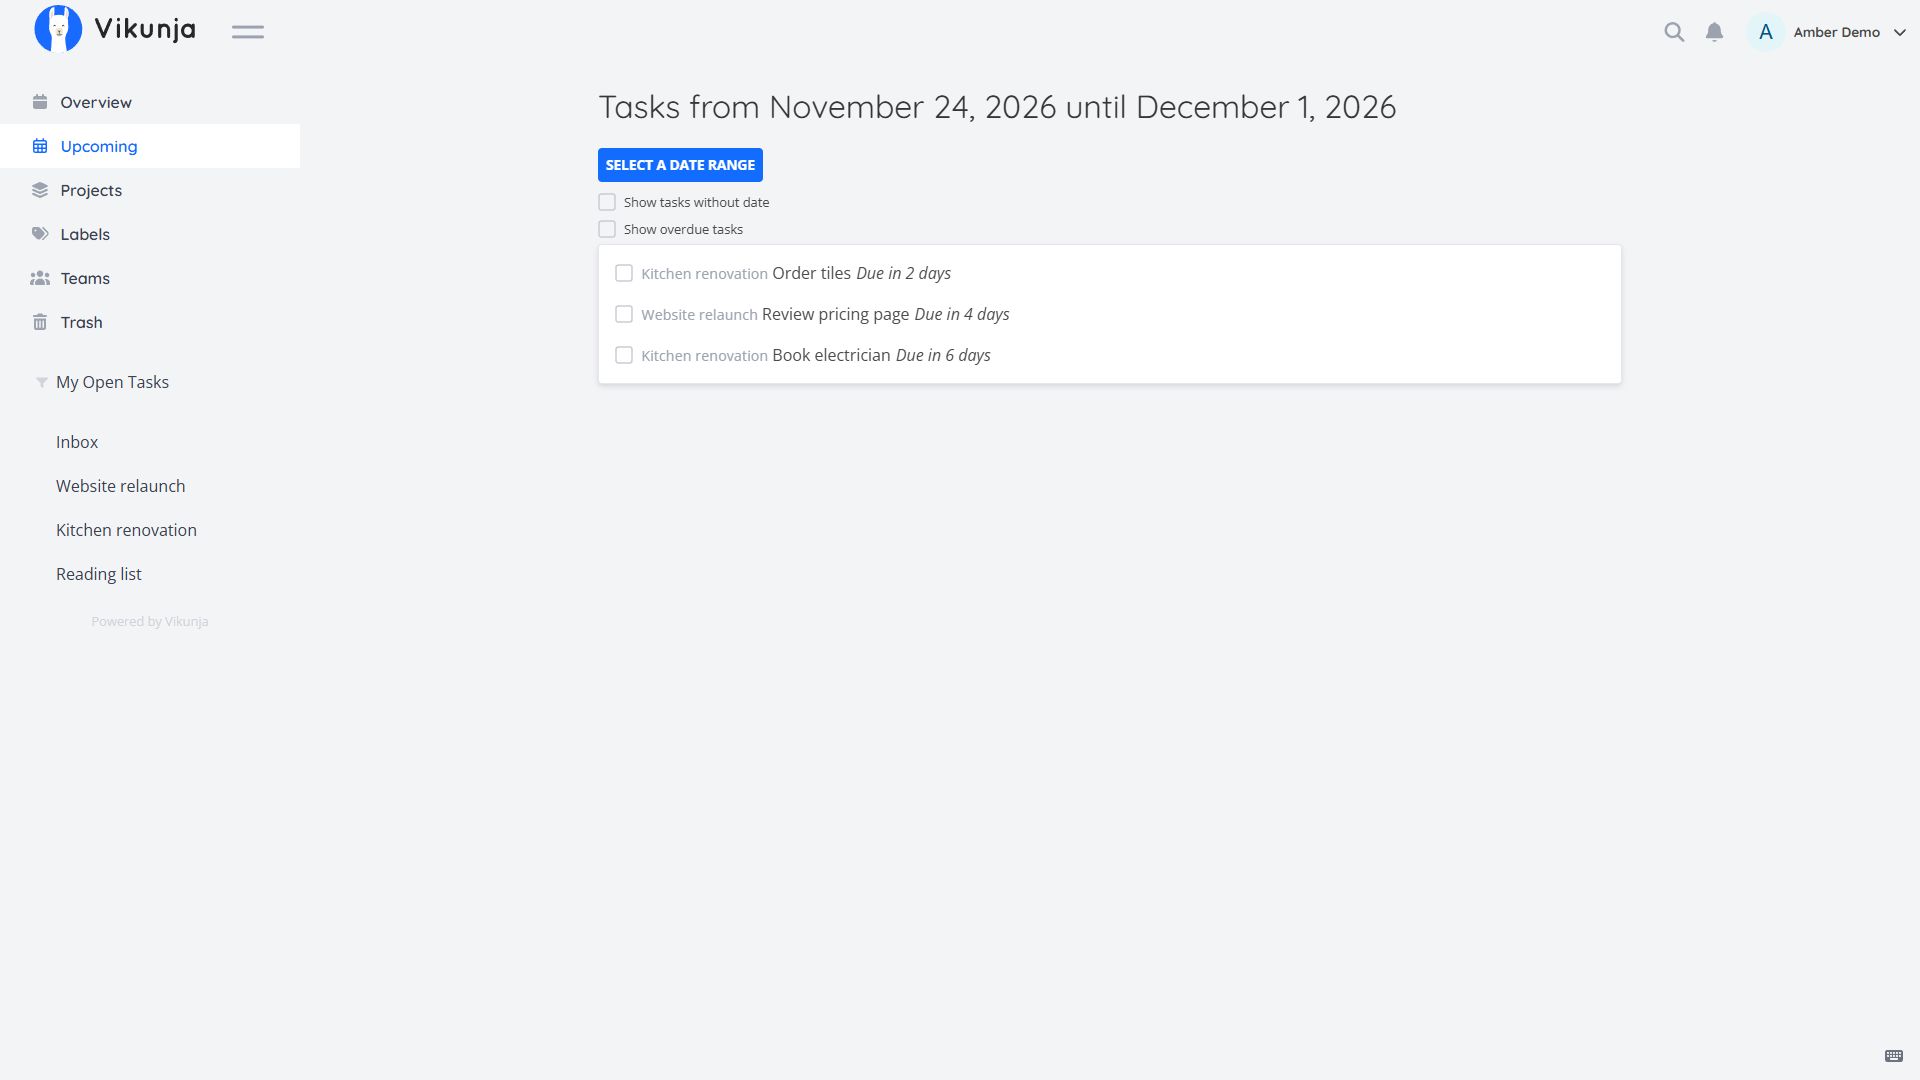 Vikunja
A Amber Demo
Overview
Upcoming
Projects
Labels
Teams
Trash
My Open Tasks
Inbox
Website relaunch
Kitchen renovation
Reading list
Powered by Vikunja
Tasks from November 24, 2026 until December 1, 2026
SELECT A DATE RANGE
Show tasks without date
Show overdue tasks
Kitchen renovation Order tiles Due in 2 days
Website relaunch Review pricing page Due in 4 days
Kitchen renovation Book electrician Due in 6 days